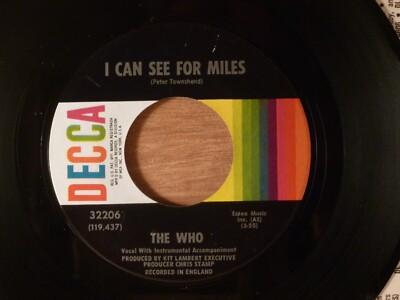 I CAN SEE FOR MILES
(Peter Townshend)
DECCA
32206
(119,437)
Essex Music
Inc. (AS)
(3:55)
THE WHO
Vocal With Instrumental Accompaniment
PRODUCED BY KIT LAMBERT EXECUTIVE
PRODUCER CHRIS STAMP
RECORDED IN ENGLAND